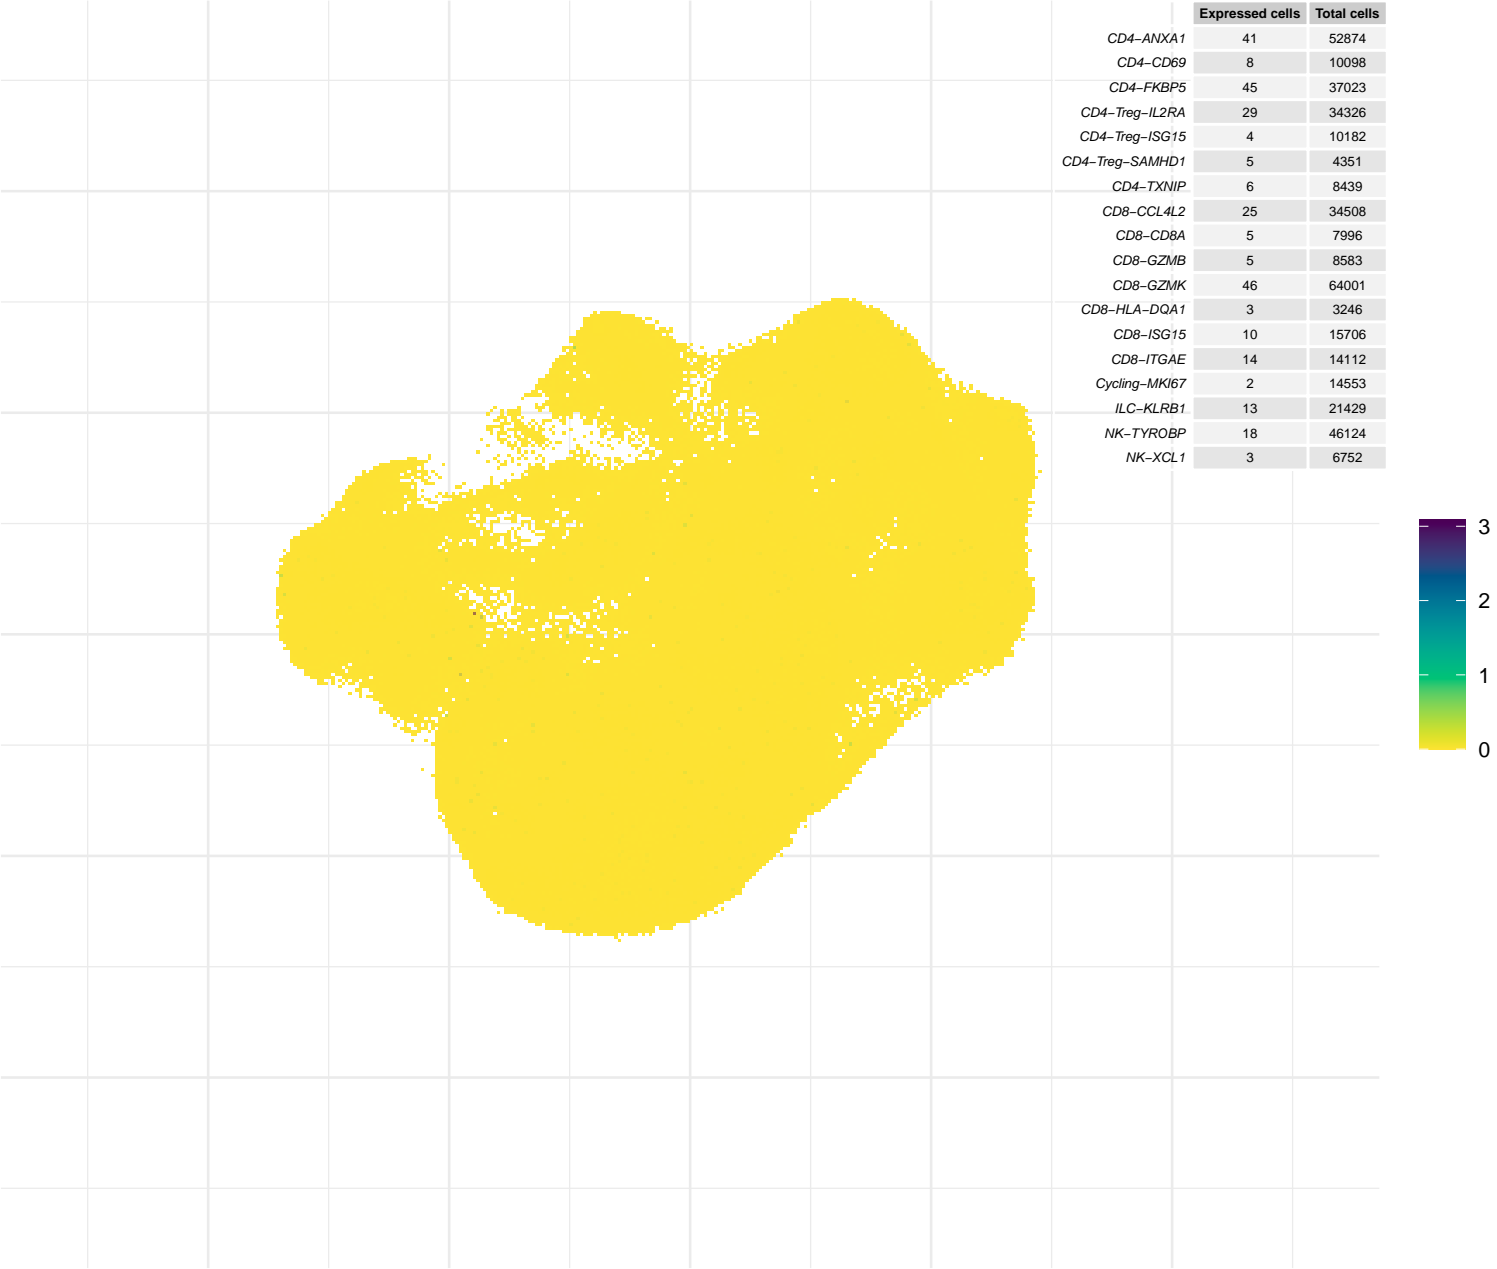 Expressed cells Total cells
CD4−ANXA1 41 52874
CD4−CD69 8 10098
CD4−FKBP5 45 37023
CD4−Treg−IL2RA 29 34326
CD4−Treg−ISG15 4 10182
CD4−Treg−SAMHD1 5 4351
CD4−TXNIP 6 8439
CD8−CCL4L2 25 34508
CD8−CD8A 5 7996
CD8−GZMB 5 8583
CD8−GZMK 46 64001
CD8−HLA−DQA1 3 3246
CD8−ISG15 10 15706
CD8−ITGAE 14 14112
Cycling−MKI67 2 14553
ILC−KLRB1 13 21429
NK−TYROBP 18 46124
NK−XCL1 3 6752
3
2
1
0